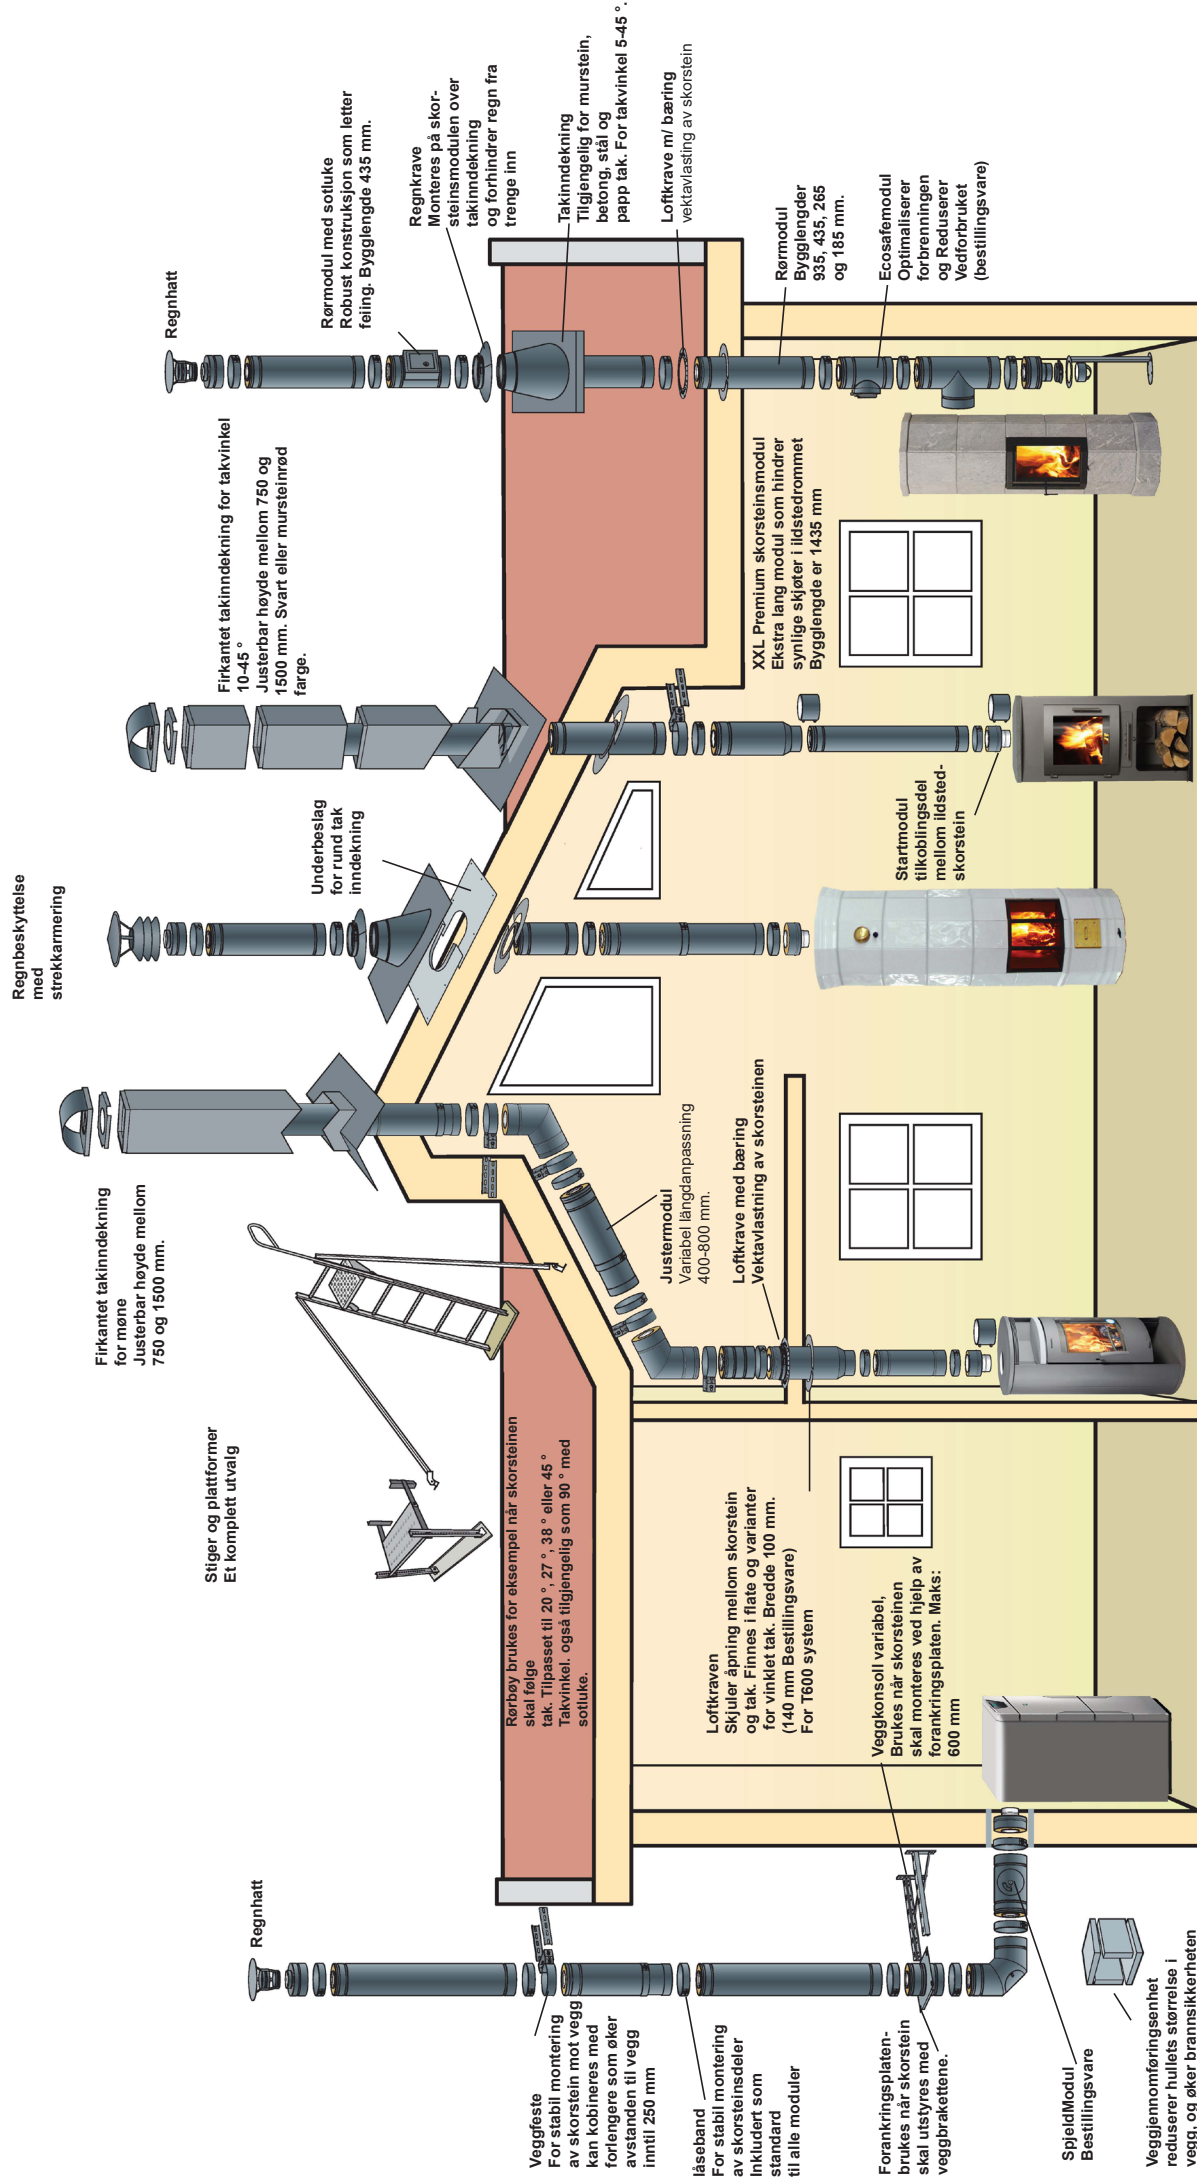 Regnhatt
Veggfeste
For stabil montering
av skorstein mot vegg
kan kobineres med
forlengere som øker
avstanden til vegg
inntil 250 mm
låseband
For stabil montering
av skorsteinsdeler
Inkludert som
standard
til alle moduler
Forankringsplaten-
brukes når skorstein
skal utstyres med
veggbrakettene.
SpjeldModul
Bestillingsvare
Veggjennomføringsenhet
reduserer hullets størrelse i
vegg, og øker brannsikkerheten
Stiger og plattformer
Et komplett utvalg
Rørbøy brukes for eksempel når skorsteinen
skal følge
tak. Tilpasset til 20 °, 27 °, 38 ° eller 45 °
Takvinkel. også tilgjengelig som 90 ° med
sotluke.
Loftkraven
Skjuler åpning mellom skorstein
og tak. Finnes i flate og varianter
for vinklet tak. Bredde 100 mm.
(140 mm Bestillingsvare)
For T600 system
Veggkonsoll variabel,
Brukes når skorsteinen
skal monteres ved hjelp av
forankringsplaten. Maks:
600 mm
Firkantet takinndekning
for møne
Justerbar høyde mellom
750 og 1500 mm.
Justermodul
Variabel längdanpassning
400-800 mm.
Loftkrave med bæring
Vektavlastning av skorsteinen
Regnbeskyttelse
med
strekkarmering
Underbeslag
for rund tak
inndekning
Startmodul
tilkoblingsdel
mellom ildsted-
skorstein
Firkantet takinndekning for takvinkel
10-45 °
Justerbar høyde mellom 750 og
1500 mm. Svart eller mursteinrød
farge.
XXL Premium skorsteinsmodul
Ekstra lang modul som hindrer
synlige skjøter i ildstedrommet
Bygglengde er 1435 mm
Regnhatt
Rørmodul med sotluke
Robust konstruksjon som letter
feiing. Bygglengde 435 mm.
Regnkrave
Monteres på skor-
steinsmodulen over
takinndekning
og forhindrer regn fra
trenge inn
Takinndekning
Tilgjengelig for murstein,
betong, stål og
papp tak. For takvinkel 5-45 °.
Loftkrave m/ bæring
vektavlasting av skorstein
Rørmodul
Bygglengder
935, 435, 265
og 185 mm.
Ecosafemodul
Optimaliserer
forbrenningen
og Reduserer
Vedforbruket
(bestillingsvare)